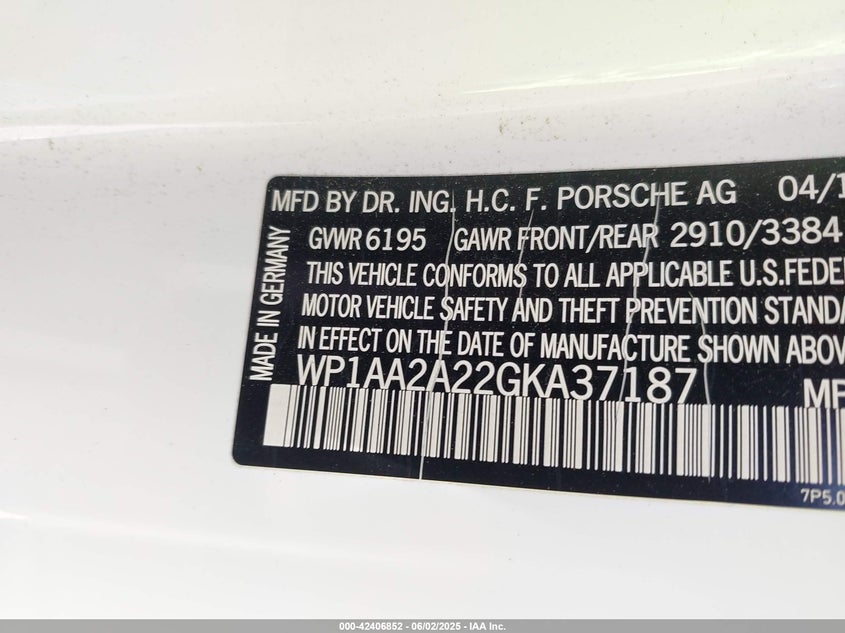 MFD BY DR. ING. H.C. F. PORSCHE AG 04/1
GVWR 6195 GAWR FRONT/REAR 2910/3384
THIS VEHICLE CONFORMS TO ALL APPLICABLE U.S.FEDE
MOTOR VEHICLE SAFETY AND THEFT PREVENTION STANDA
IN EFFECT ON THE DATE OF MANUFACTURE SHOWN ABOV
WP1AA2A22GKA37187 MP
MADE IN GERMANY
7P5.0
000-42406852 - 06/02/2025 - IAA Inc.